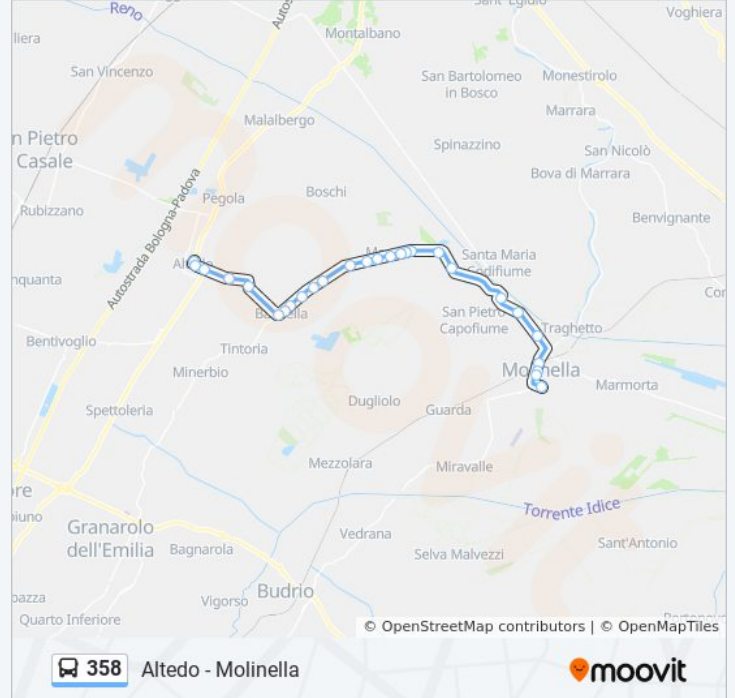 Reno
Sant' Egidio
Voghiera
Montalbano
San Vincenzo
San Bartolomeo
in Bosco
Monestirolo
Marrara
Malalbergo
n Pietro
Casale
Spinazzino
San Nicolò
Bova di Marrara
Autostrada Bologna-Padova
Boschi
Pegola
Rubizzano
Benvignante
Santa Maria
Codifiume
nquanta
San Pietro
Capofiume
Traghetto
Bentivoglio
Tintoria
Minerbio
Molinella
Marmorta
Dugliolo
Guarda
Spettoleria
Mezzolara
Miravalle
Torrente Idice
Granarolo
dell'Emilia
Bagnarola
Vedrana
Selva Malvezzi
Sant'Antonio
Budrio
Vigorso
Quarto Inferiore
© OpenStreetMap contributors | © OpenMapTiles
358 Altedo - Molinella
moovit